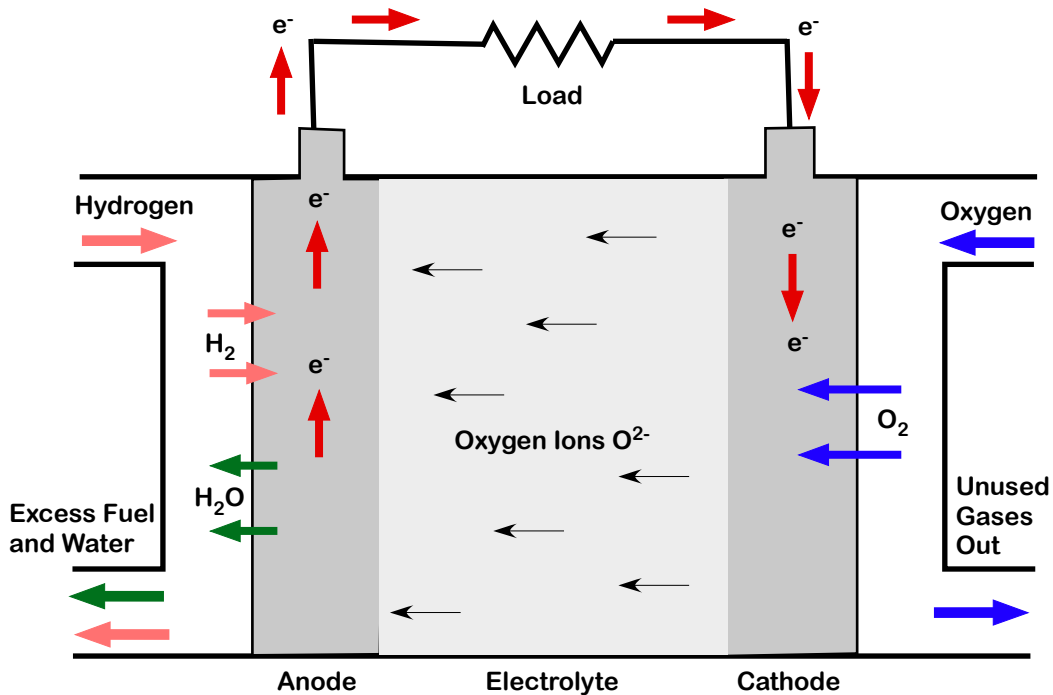 e⁻
e⁻
Load
Hydrogen
e⁻
Oxygen
e⁻
H₂
e⁻
e⁻
O₂
Oxygen Ions O²⁻
H₂O
Excess Fuel
and Water
Unused
Gases
Out
Anode
Electrolyte
Cathode